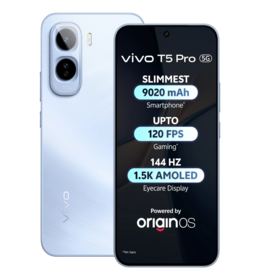 vivo T5 Pro 5G
SLIMMEST
9020 mAh
Smartphone*
UPTO
120 FPS
Gaming*
144 HZ
1.5K AMOLED
Eyecare Display
Powered by
originOS
vivo